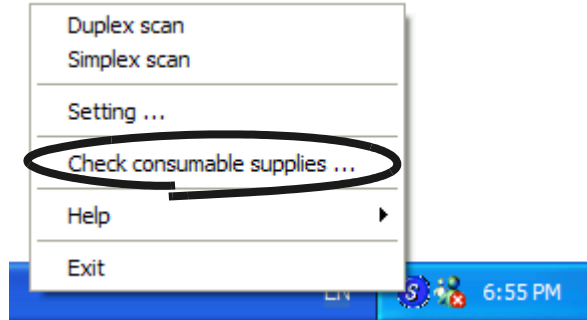 Duplex scan
Simplex scan
Setting ...
Check consumable supplies ...
Help
Exit
EN
S
6:55 PM